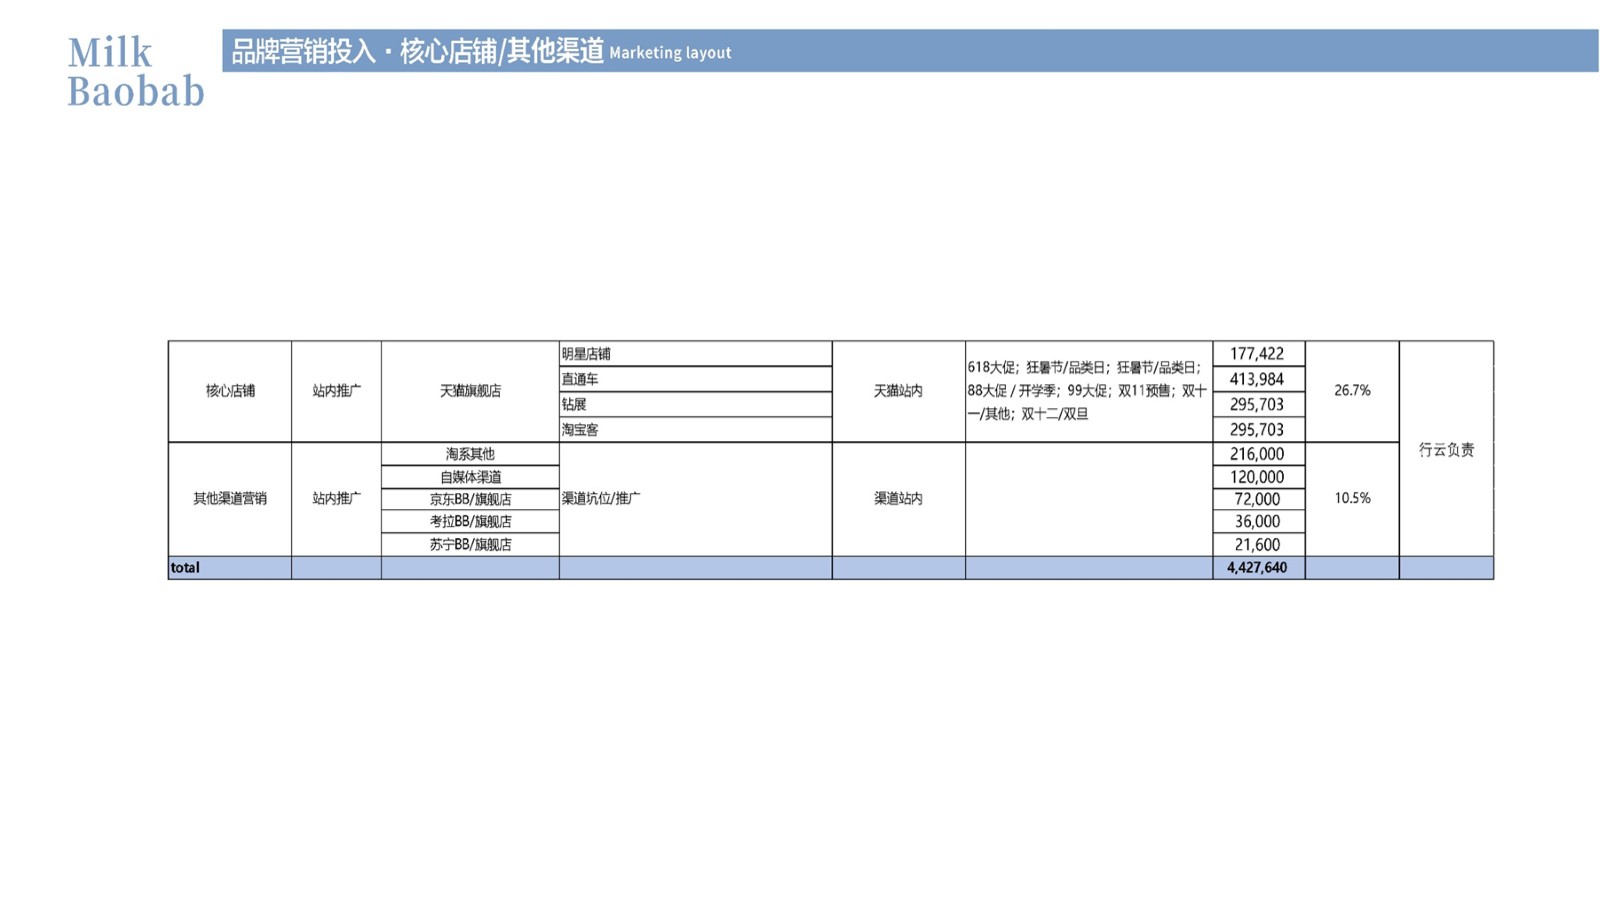 Milk
Baobab
品牌营销投入·核心店铺/其他渠道 Marketing layout
核心店铺
站内推广
天猫旗舰店
明星店铺
直通车
钻展
淘宝客
天猫站内
618大促；狂暑节/品类日；狂暑节/品类日；
88大促 / 开学季；99大促；双11预售；双十
一/其他；双十二/双旦
177,422
413,984
295,703
295,703
26.7%
行云负责
其他渠道营销
站内推广
淘系其他
自媒体渠道
京东BB/旗舰店
考拉BB/旗舰店
苏宁BB/旗舰店
渠道坑位/推广
渠道站内
216,000
120,000
72,000
36,000
21,600
10.5%
total
4,427,640